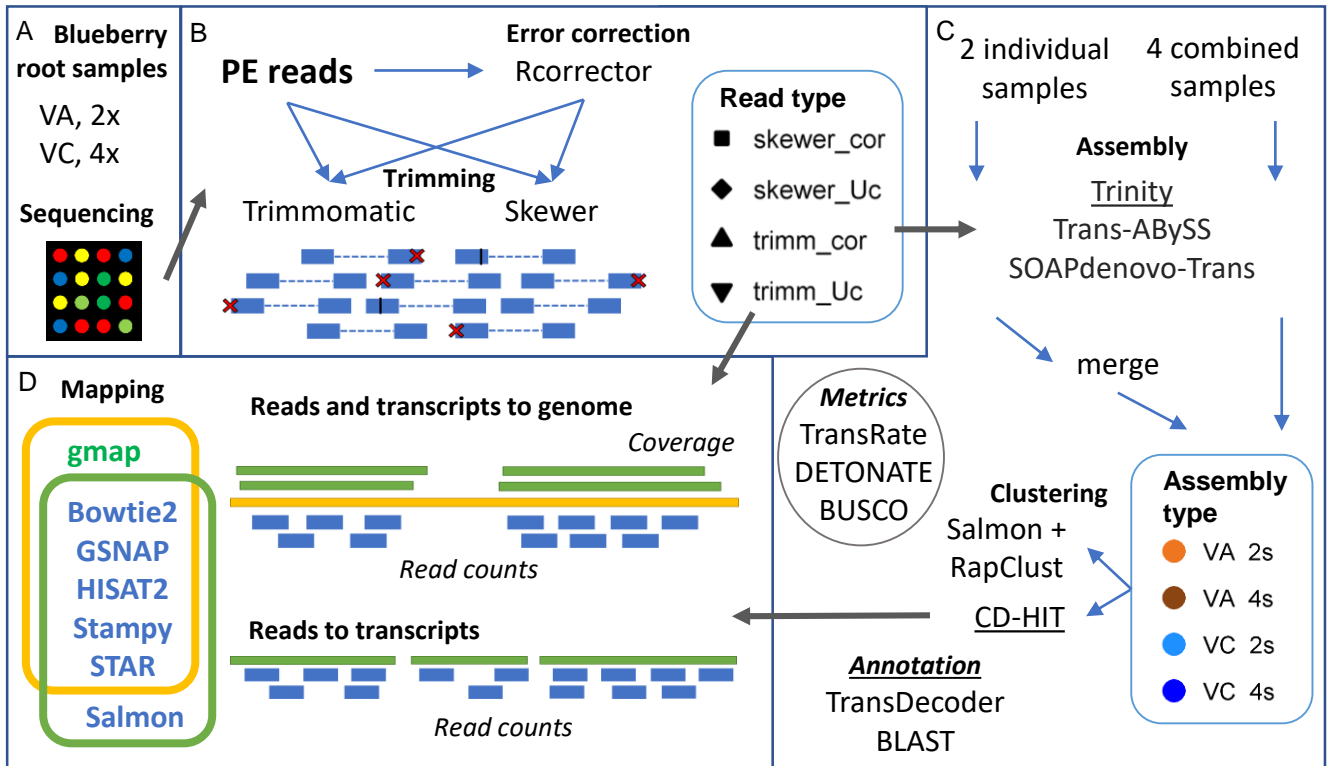 A
Blueberry
root samples
VA, 2x
VC, 4x
Sequencing
B
Error correction
PE reads
Rcorrector
Trimming
Trimmomatic
Skewer
Read type
skewer_cor
skewer_Uc
trimm_cor
trimm_Uc
C
2 individual
samples
4 combined
samples
Assembly
Trinity
Trans-ABySS
SOAPdenovo-Trans
merge
Metrics
TransRate
DETONATE
BUSCO
Clustering
Salmon +
RapClust
CD-HIT
Assembly
type
VA 2s
VA 4s
VC 2s
VC 4s
Annotation
TransDecoder
BLAST
D
Mapping
gmap
Bowtie2
GSNAP
HISAT2
Stampy
STAR
Salmon
Reads and transcripts to genome
Coverage
Read counts
Reads to transcripts
Read counts